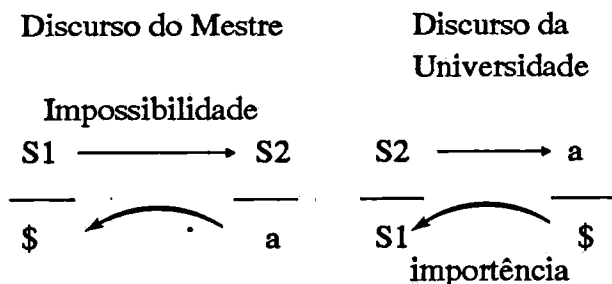 Discurso do Mestre
Impossibilidade
S1 S2
$ a
Discurso da
Universidade
S2 a
S1 $
importência